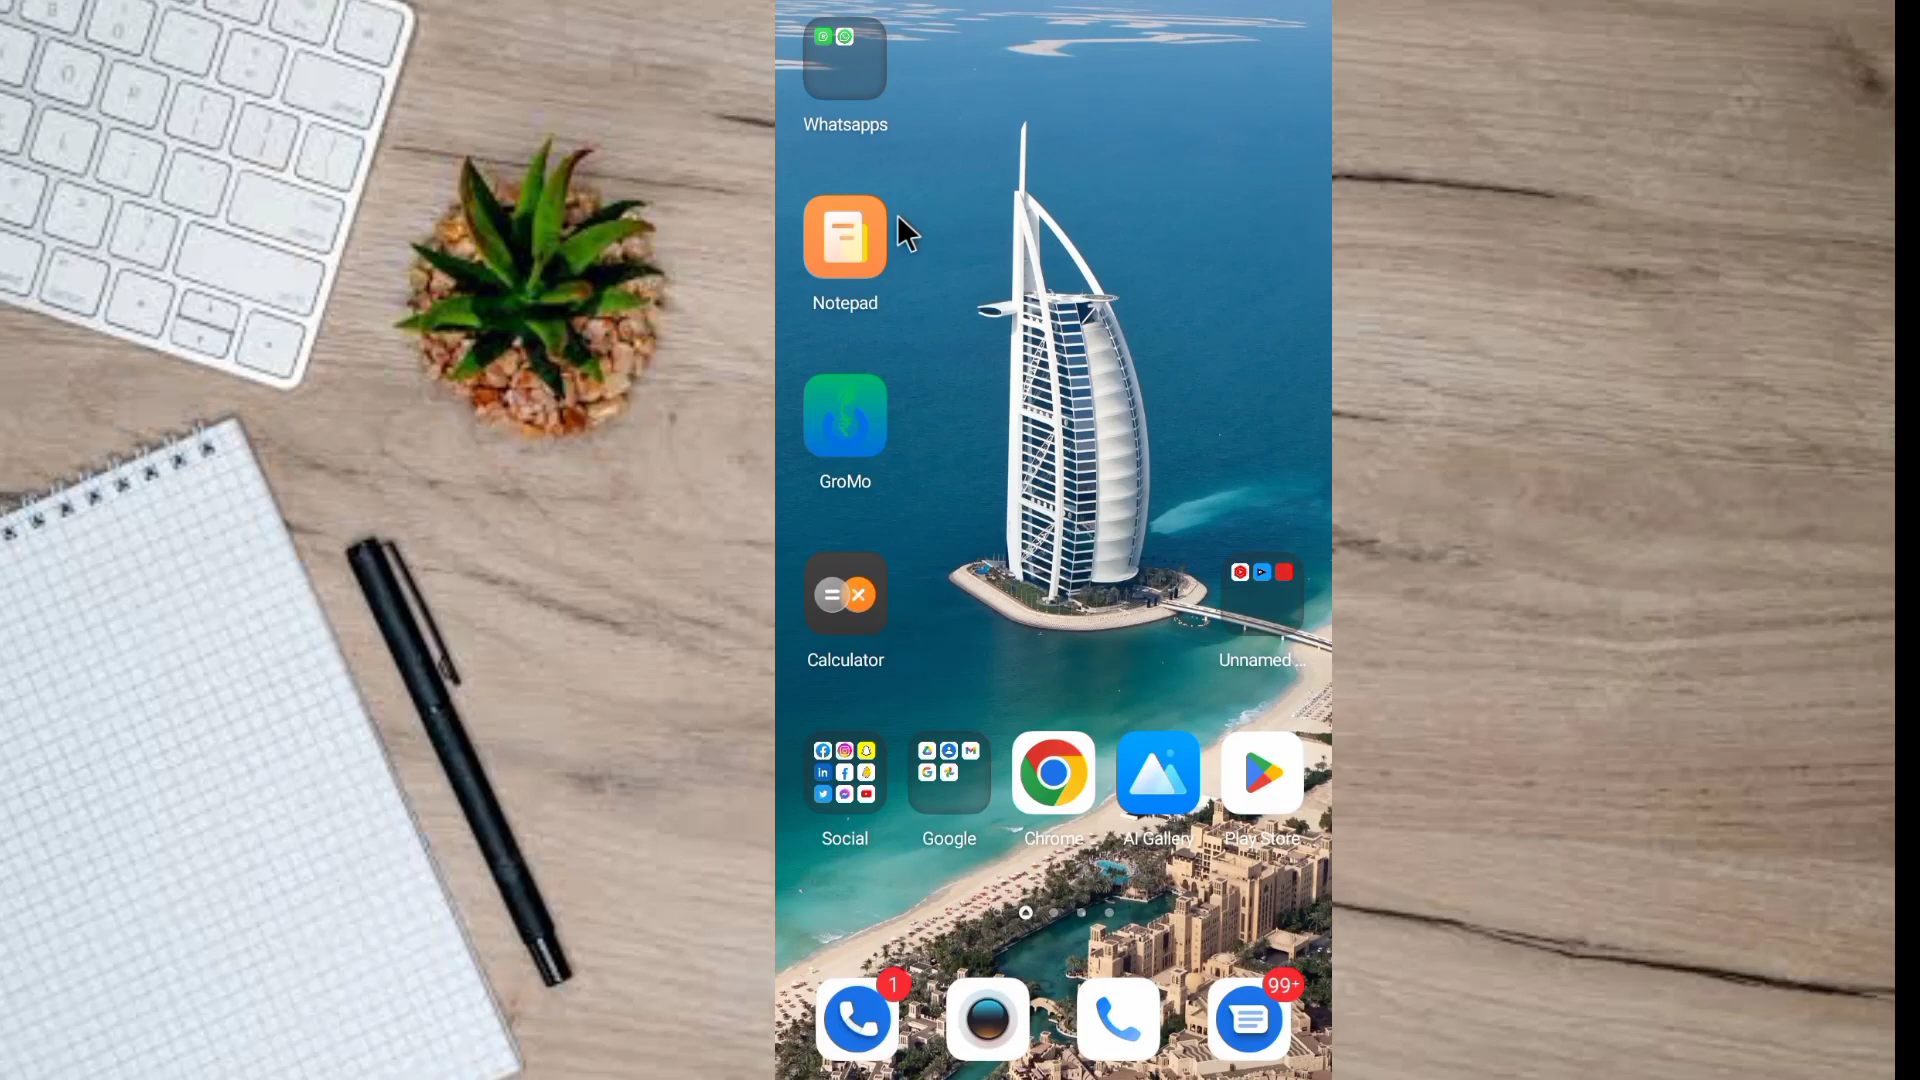 Whatsapps
Notepad
GroMo
Calculator
Unnamed ...
Social
Google
Chrome
AI Gallery
Play Store
1
99+